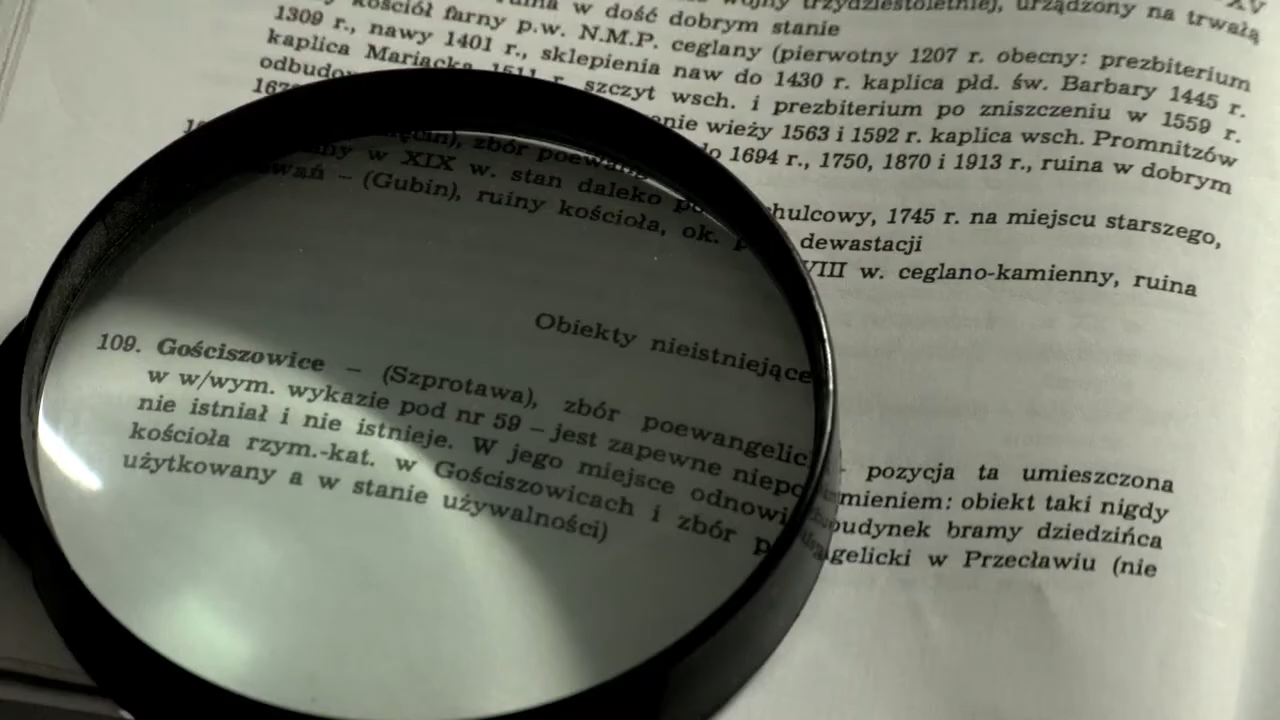 wojny trzydziestoletniej, urządzony na trwałą
ruina w dość dobrym stanie
kościół farny p.w. N.M.P. ceglany (pierwotny 1207 r. obecny: prezbiterium
1309 r., nawy 1401 r., sklepienia naw do 1430 r. kaplica płd. św. Barbary 1445 r.
kaplica Mariacka 1511 r. szczyt wsch. i prezbiterium po zniszczeniu w 1559 r.
wieży 1563 i 1592 r. kaplica wsch. Promnitzów
1694 r., 1750, 1870 i 1913 r., ruina w dobrym
zbór
w XIX w. stan daleko 1745 r. na miejscu starszego,
dewastacji
– (Gubin), ruiny kościoła, ok. w. ceglano-kamienny, ruina
Obiekty nieistniejące
109. Gościszowice – (Szprotawa), zbór poewangelic - pozycja ta umieszczona
w w/wym. wykazie pod nr 59 – jest zapewne niepo mieniem: obiekt taki nigdy
nie istniał i nie istnieje. W jego miejsce odnowi budynek bramy dziedzińca
kościoła rzym.-kat. w Gościszowicach i zbór p gelicki w Przecławiu (nie
użytkowany a w stanie używalności)